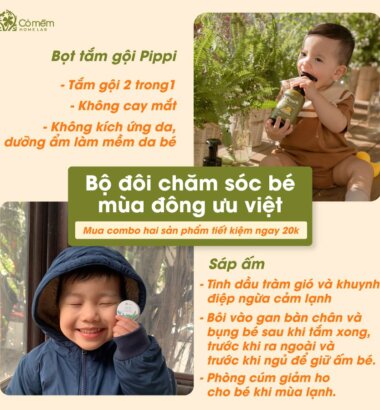 Cỏ mềm
HOME LAB
Bọt tắm gội Pippi
- Tắm gội 2 trong1
- Không cay mắt
- Không kích ứng da,
dưỡng ẩm làm mềm da bé
Bộ đôi chăm sóc bé
mùa đông ưu việt
Mua combo hai sản phẩm tiết kiệm ngay 20k
Sáp ấm
- Tinh dầu tràm gió và khuynh
điệp ngừa cảm lạnh
- Bôi vào gan bàn chân và
bụng bé sau khi tắm xong,
trước khi ra ngoài và
trước khi ngủ để giữ ấm bé.
- Phòng cúm giảm ho
cho bé khi mùa lạnh.